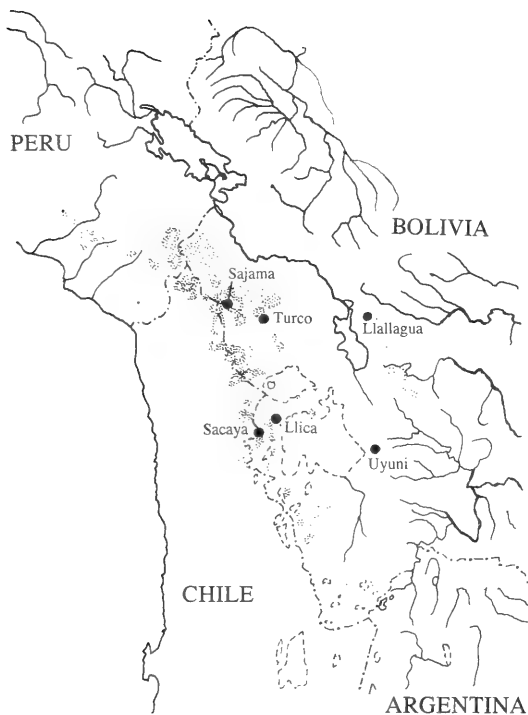 PERU
BOLIVIA
Sajama
Turco
Llallagua
Sacaya
Llica
Uyuni
CHILE
ARGENTINA